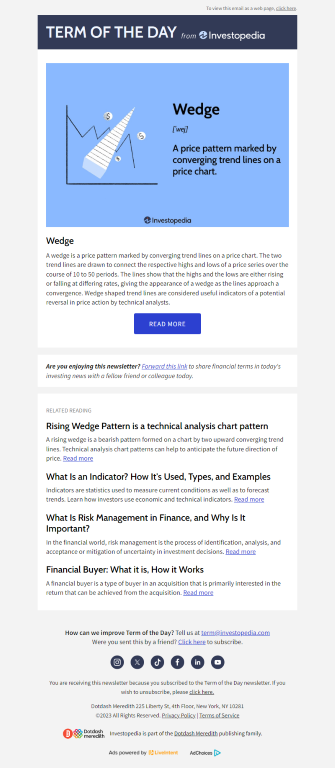 To view this email as a web page, click here.
TERM OF THE DAY from Investopedia
Wedge
['wej]
A price pattern marked by
converging trend lines on a
price chart.
$
$
$
Investopedia
Wedge
A wedge is a price pattern marked by converging trend lines on a price chart. The two
trend lines are drawn to connect the respective highs and lows of a price series over the
course of 10 to 50 periods. The lines show that the highs and the lows are either rising
or falling at differing rates, giving the appearance of a wedge as the lines approach a
convergence. Wedge shaped trend lines are considered useful indicators of a potential
reversal in price action by technical analysts.
READ MORE
Are you enjoying this newsletter? Forward this link to share financial terms in today's
investing news with a fellow friend or colleague today.
RELATED READING
Rising Wedge Pattern is a technical analysis chart pattern
A rising wedge is a bearish pattern formed on a chart by two upward converging trend
lines. Technical analysis chart patterns can help to anticipate the future direction of
price. Read more
What Is an Indicator? How It's Used, Types, and Examples
Indicators are statistics used to measure current conditions as well as to forecast
trends. Learn how investors use economic and technical indicators. Read more
What Is Risk Management in Finance, and Why Is It
Important?
In the financial world, risk management is the process of identification, analysis, and
acceptance or mitigation of uncertainty in investment decisions. Read more
Financial Buyer: What it is, How it Works
A financial buyer is a type of buyer in an acquisition that is primarily interested in the
return that can be achieved from the acquisition. Read more
How can we improve Term of the Day? Tell us at term@investopedia.com
Were you sent this by a friend? Click here to subscribe.
You are receiving this newsletter because you subscribed to the Term of the Day newsletter. If you
wish to unsubscribe, please click here.
Dotdash Meredith 225 Liberty St, 4th Floor, New York, NY 10281
©2023 All Rights Reserved. Privacy Policy | Terms of Service
Dotdash
meredith
Investopedia is part of the Dotdash Meredith publishing family.
Ads powered by LiveIntent AdChoices